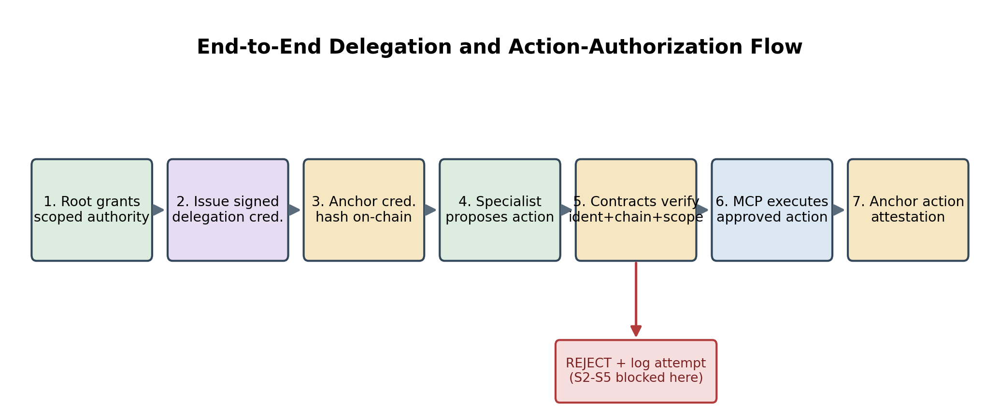 End-to-End Delegation and Action-Authorization Flow
1. Root grants
scoped authority
2. Issue signed
delegation cred.
3. Anchor cred.
hash on-chain
4. Specialist
proposes action
5. Contracts verify
ident+chain+scope
6. MCP executes
approved action
7. Anchor action
attestation
REJECT + log attempt
(S2-S5 blocked here)